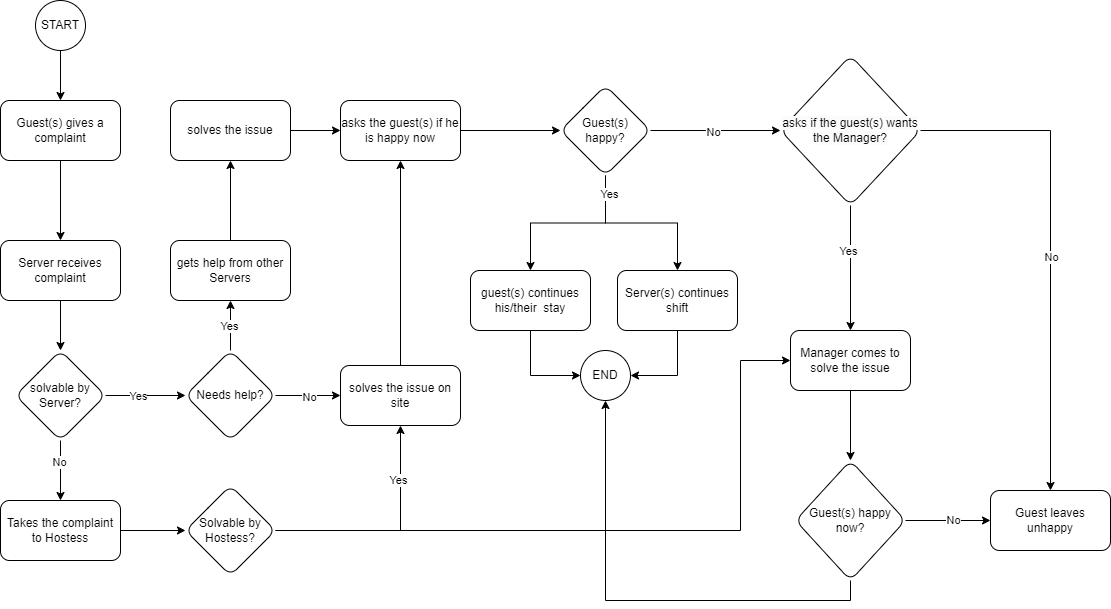 START
Guest(s) gives a
complaint
Server receives
complaint
solvable by
Server?
Yes
No
Takes the complaint
to Hostess
Solvable by
Hostess?
Yes
Needs help?
Yes
No
gets help from other
Servers
solves the issue
solves the issue on
site
asks the guest(s) if he
is happy now
Guest(s)
happy?
Yes
No
guest(s) continues
his/their stay
Server(s) continues
shift
END
asks if the guest(s) wants
the Manager?
Yes
No
Manager comes to
solve the issue
Guest(s) happy
now?
No
Guest leaves
unhappy